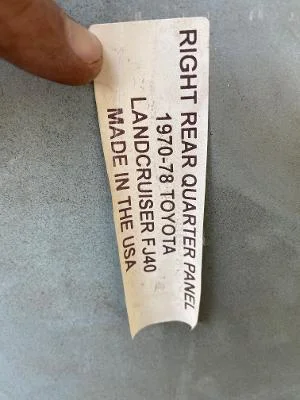 RIGHT REAR QUARTER PANEL
1970-78 TOYOTA
LANDCRUISER FJ40
MADE IN THE USA